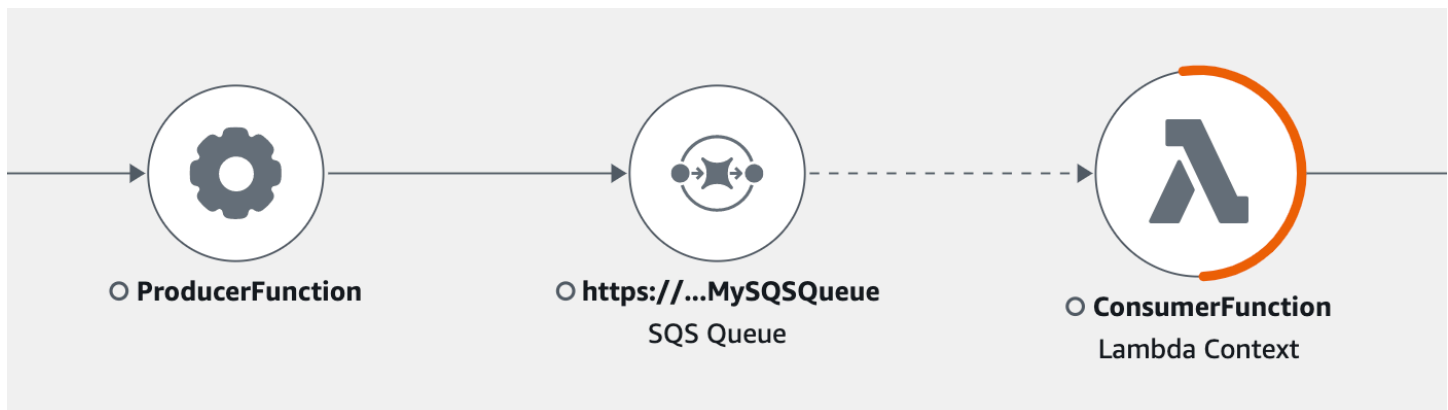 ProducerFunction
https://...MySQSQueue
SQS Queue
ConsumerFunction
Lambda Context